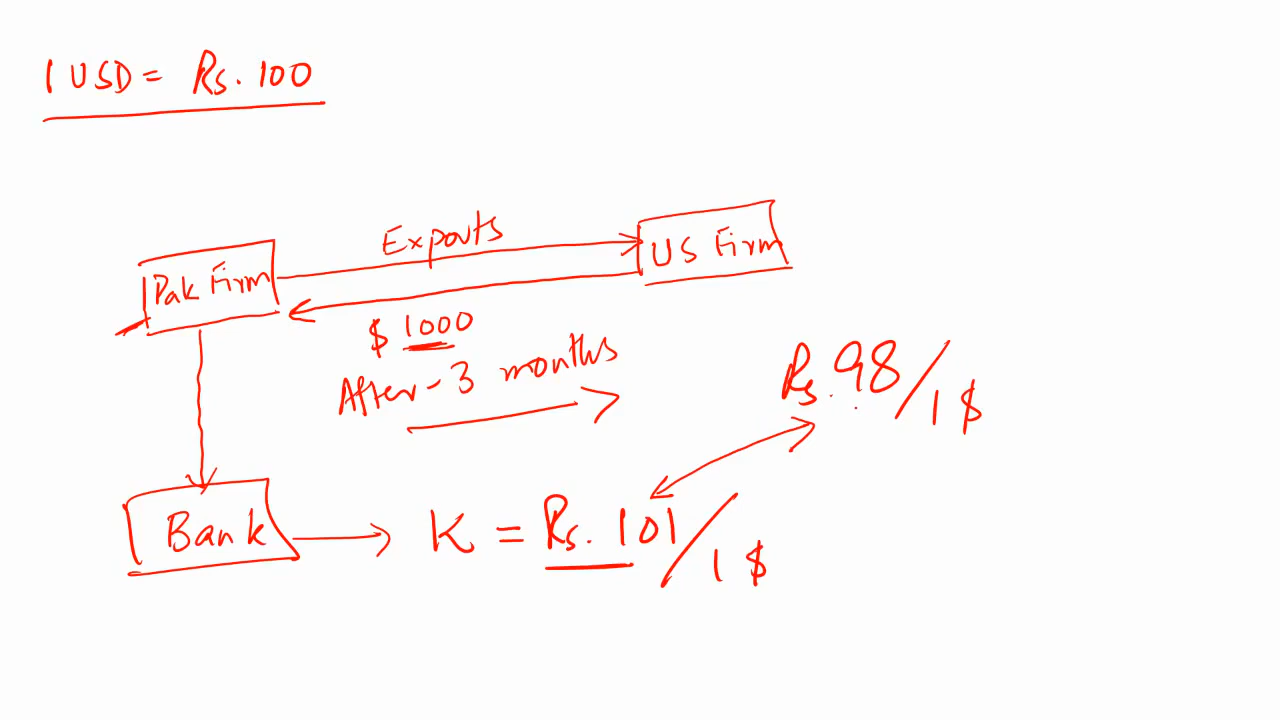 1 USD = Rs. 100
Exports
US Firm
Pak Firm
$ 1000
After - 3 months
Rs. 98/1 $
Bank
K = Rs. 101/1 $